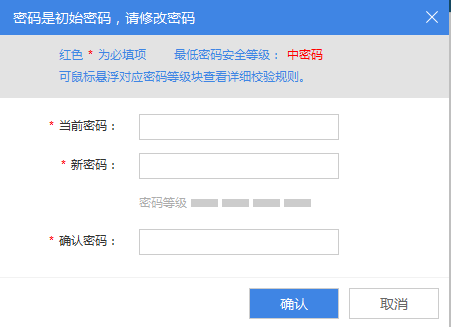 密码是初始密码，请修改密码
红色 * 为必填项 最低密码安全等级： 中密码
可鼠标悬浮对应密码等级块查看详细校验规则。
* 当前密码：
* 新密码：
密码等级
* 确认密码：
确认 取消